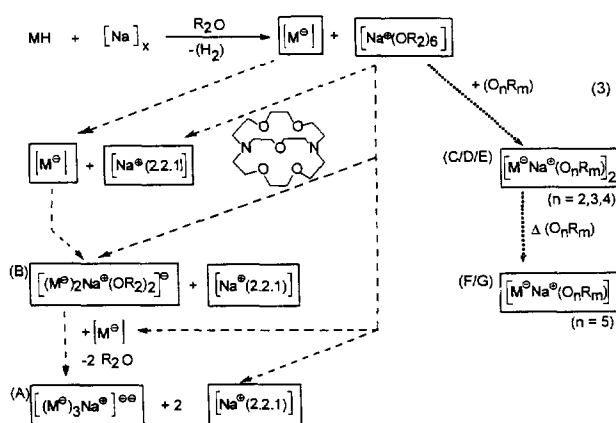 MH + [Na]x R2O -(H2) |M⊖| + [Na⊕(OR2)6]
+ (OnRm) (3)
|M⊖| + [Na⊕(2.2.1)]
O O
N O N
O O
(C/D/E) [M⊖Na⊕(OnRm)]2
(n = 2,3,4)
Δ (OnRm)
(B) [(M⊖)2Na⊕(OR2)2]⊖ + [Na⊕(2.2.1)]
(F/G) [M⊖Na⊕(OnRm)]
(n = 5)
+|M⊖|
-2 R2O
(A) [(M⊖)3Na⊕]⊖⊖ + 2 [Na⊕(2.2.1)]